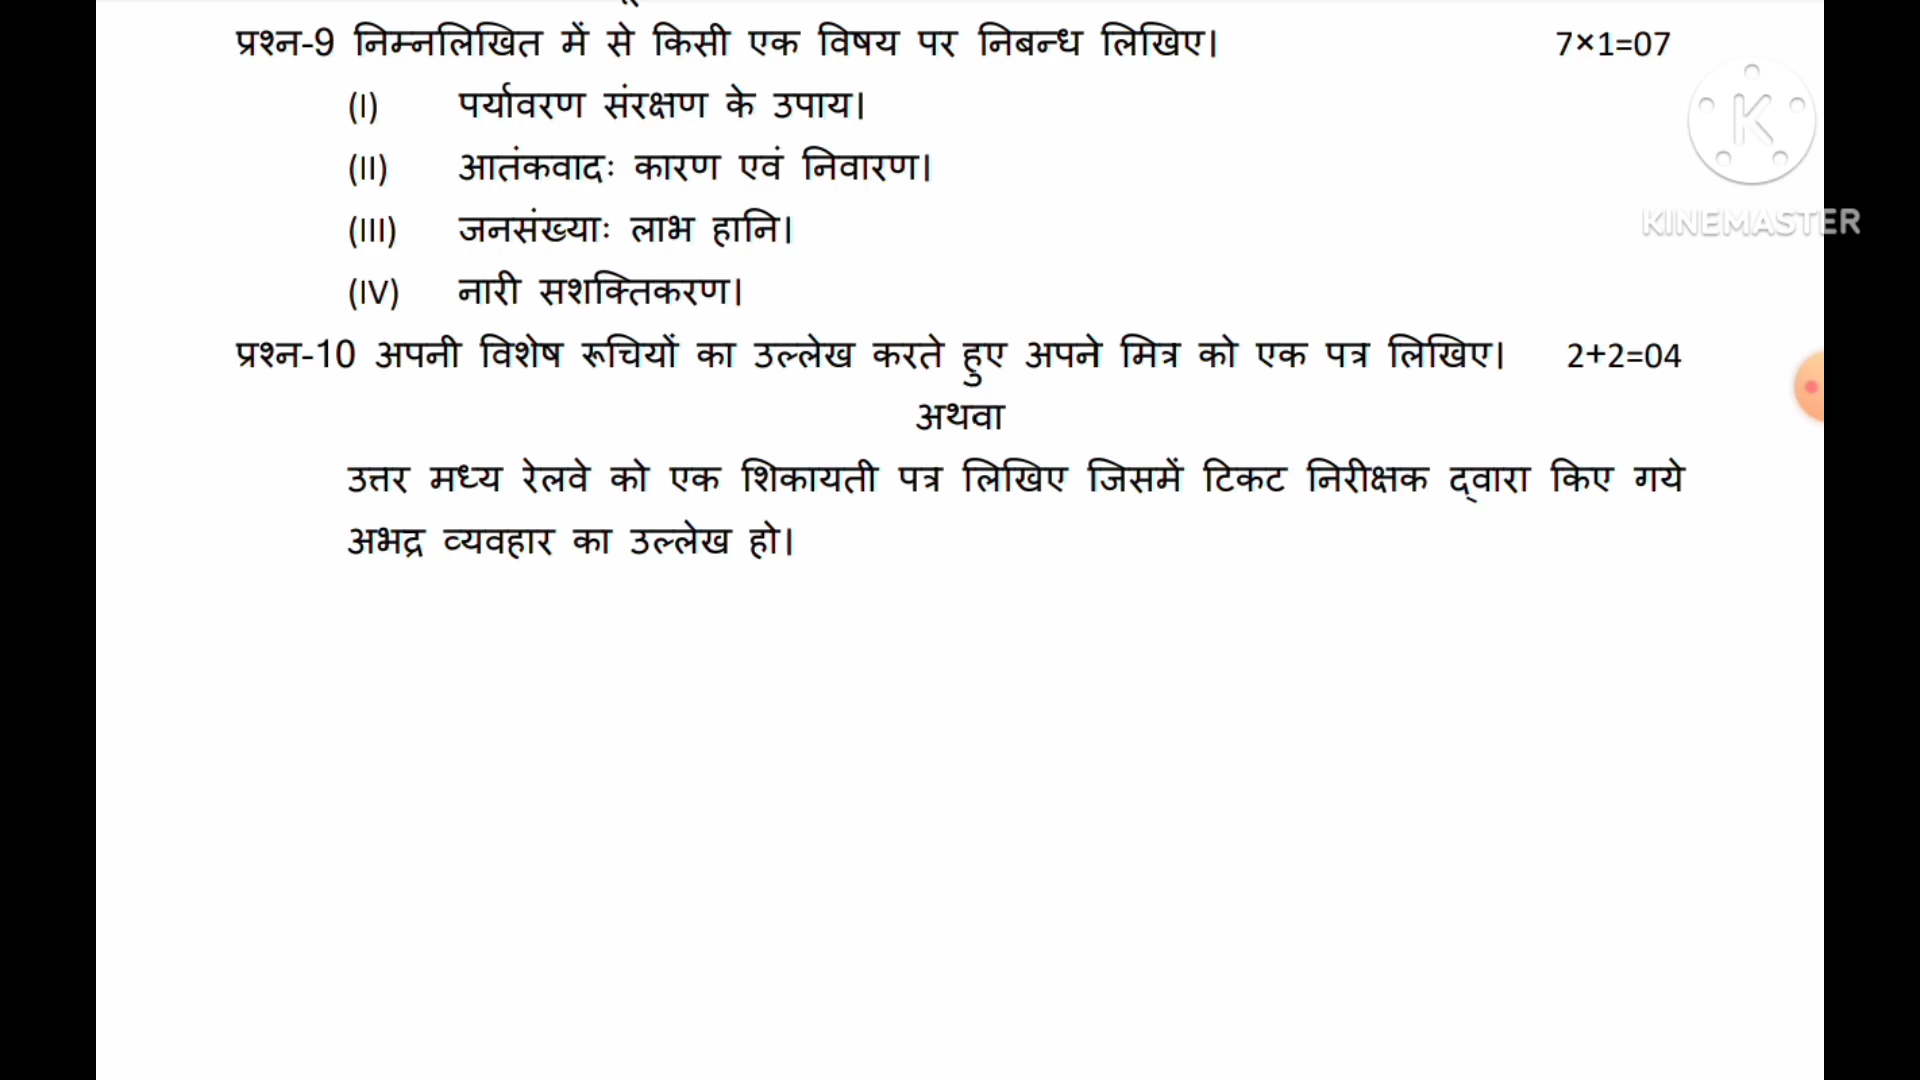 प्रश्न-9 निम्नलिखित में से किसी एक विषय पर निबन्ध लिखिए। 7×1=07
(I) पर्यावरण संरक्षण के उपाय।
(II) आतंकवादः कारण एवं निवारण।
(III) जनसंख्याः लाभ हानि।
(IV) नारी सशक्तिकरण।
प्रश्न-10 अपनी विशेष रूचियों का उल्लेख करते हुए अपने मित्र को एक पत्र लिखिए। 2+2=04
अथवा
उत्तर मध्य रेलवे को एक शिकायती पत्र लिखिए जिसमें टिकट निरीक्षक द्वारा किए गये
अभद्र व्यवहार का उल्लेख हो।
K
KINEMASTER